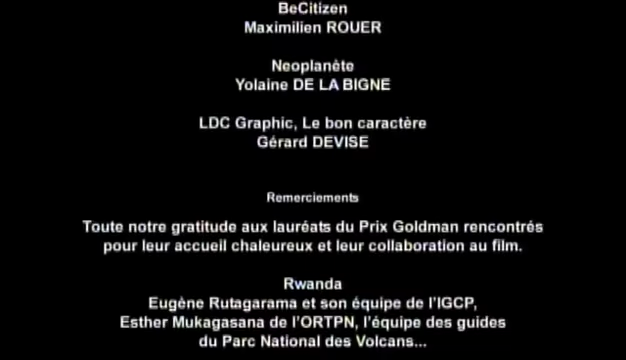 BeCitizen
Maximilien ROUER
Neoplanète
Yolaine DE LA BIGNE
LDC Graphic, Le bon caractère
Gérard DEVISE
Remerciements
Toute notre gratitude aux lauréats du Prix Goldman rencontrés
pour leur accueil chaleureux et leur collaboration au film.
Rwanda
Eugène Rutagarama et son équipe de l'IGCP,
Esther Mukagasana de l'ORTPN, l'équipe des guides
du Parc National des Volcans...